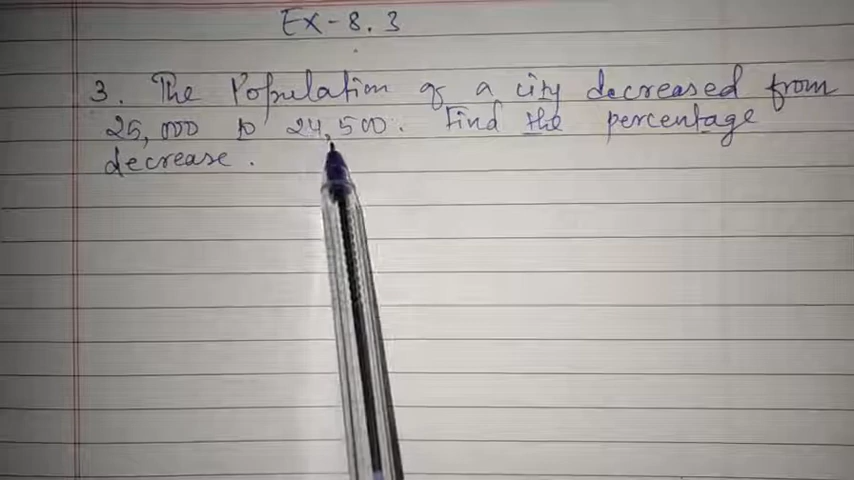 Ex-8.3
3. The Population of a city decreased from
25,000 to 24,500. Find the percentage
decrease.